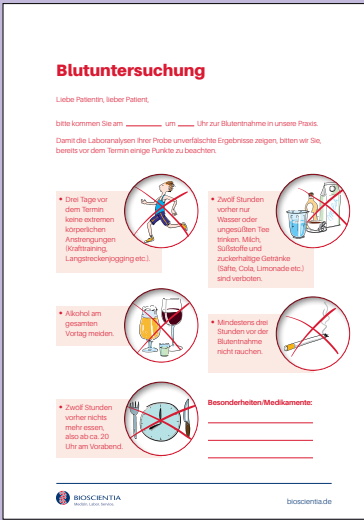 Blutuntersuchung
Liebe Patientin, lieber Patient,
bitte kommen Sie am ________ um ____ Uhr zur Blutentnahme in unsere Praxis.
Damit die Laboranalysen Ihrer Probe unverfälschte Ergebnisse zeigen, bitten wir Sie,
bereits vor dem Termin einige Punkte zu beachten.
• Drei Tage vor
dem Termin
keine extremen
körperlichen
Anstrengungen
(Krafttraining,
Langstreckenjogging etc.).
• Zwölf Stunden
vorher nur
Wasser oder
ungesüßten Tee
trinken. Milch,
Süßstoffe und
zuckerhaltige Getränke
(Säfte, Cola, Limonade etc.)
sind verboten.
• Alkohol am
gesamten
Vortag meiden.
• Mindestens drei
Stunden vor der
Blutentnahme
nicht rauchen.
• Zwölf Stunden
vorher nichts
mehr essen,
also ab ca. 20
Uhr am Vorabend.
Besonderheiten/Medikamente:
BIOSCIENTIA
Medizin. Labor. Service.
bioscientia.de